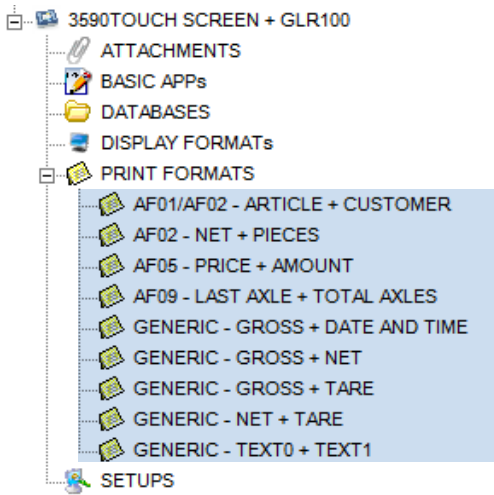 3590TOUCH SCREEN + GLR100
ATTACHMENTS
BASIC APPs
DATABASES
DISPLAY FORMATs
PRINT FORMATS
AF01/AF02 - ARTICLE + CUSTOMER
AF02 - NET + PIECES
AF05 - PRICE + AMOUNT
AF09 - LAST AXLE + TOTAL AXLES
GENERIC - GROSS + DATE AND TIME
GENERIC - GROSS + NET
GENERIC - GROSS + TARE
GENERIC - NET + TARE
GENERIC - TEXT0 + TEXT1
SETUPS